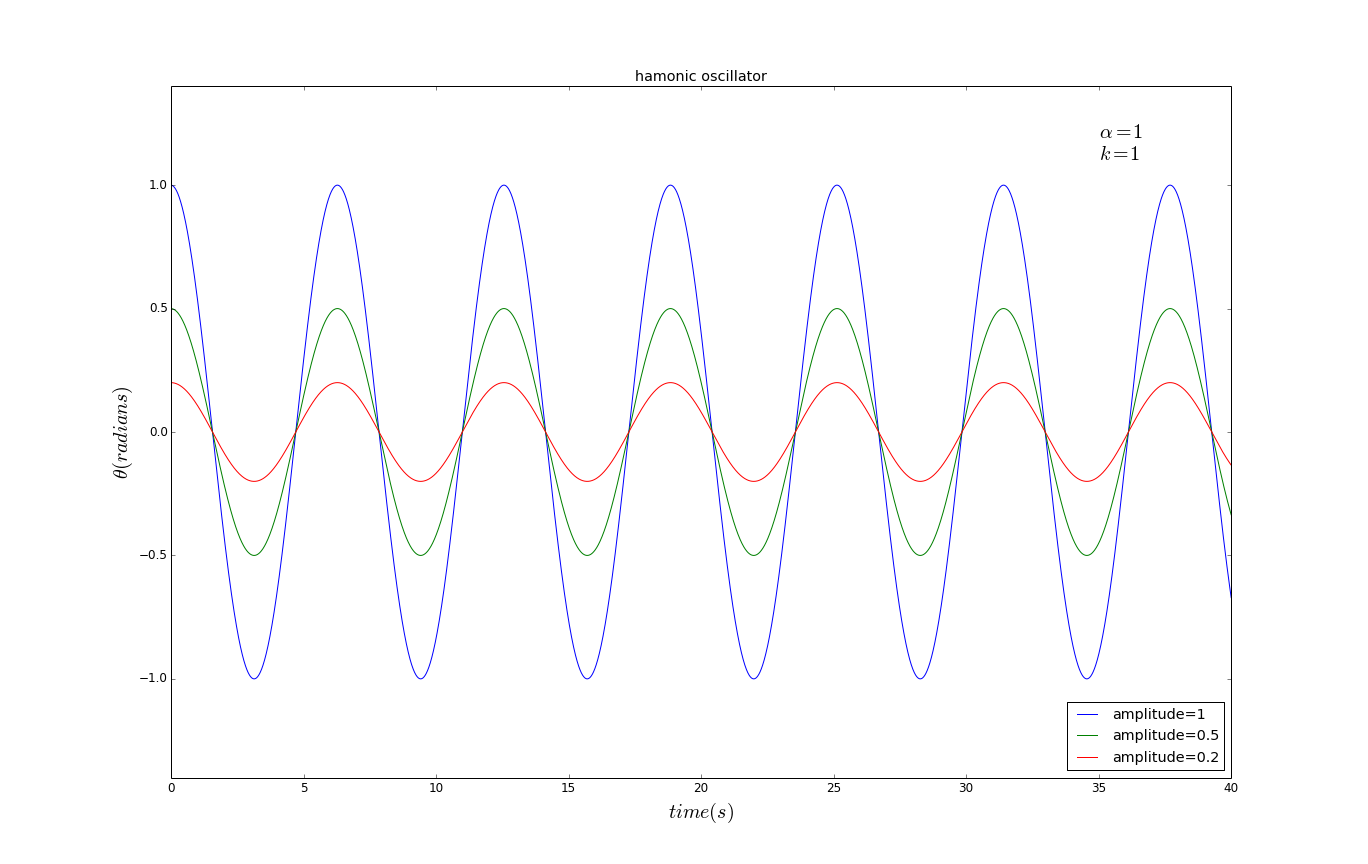 hamonic oscillator
α=1
k=1
1.0
0.5
0.0
−0.5
−1.0
θ(radians)
0 5 10 15 20 25 30 35 40
time(s)
amplitude=1
amplitude=0.5
amplitude=0.2